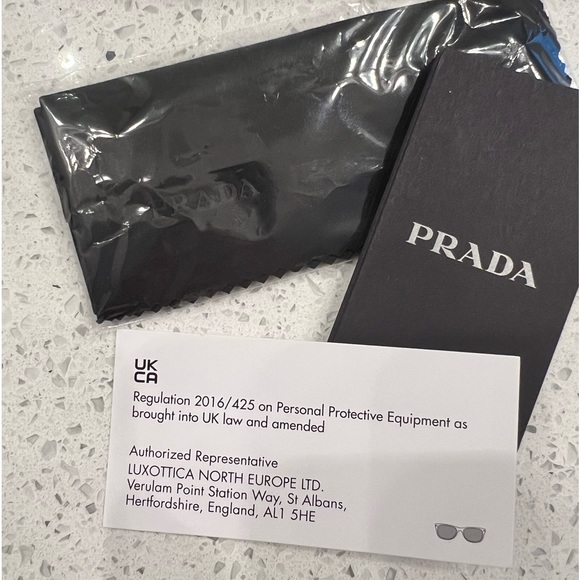 PRADA
PRADA
UK
CA
Regulation 2016/425 on Personal Protective Equipment as
brought into UK law and amended
Authorized Representative
LUXOTTICA NORTH EUROPE LTD.
Verulam Point Station Way, St Albans,
Hertfordshire, England, AL1 5HE